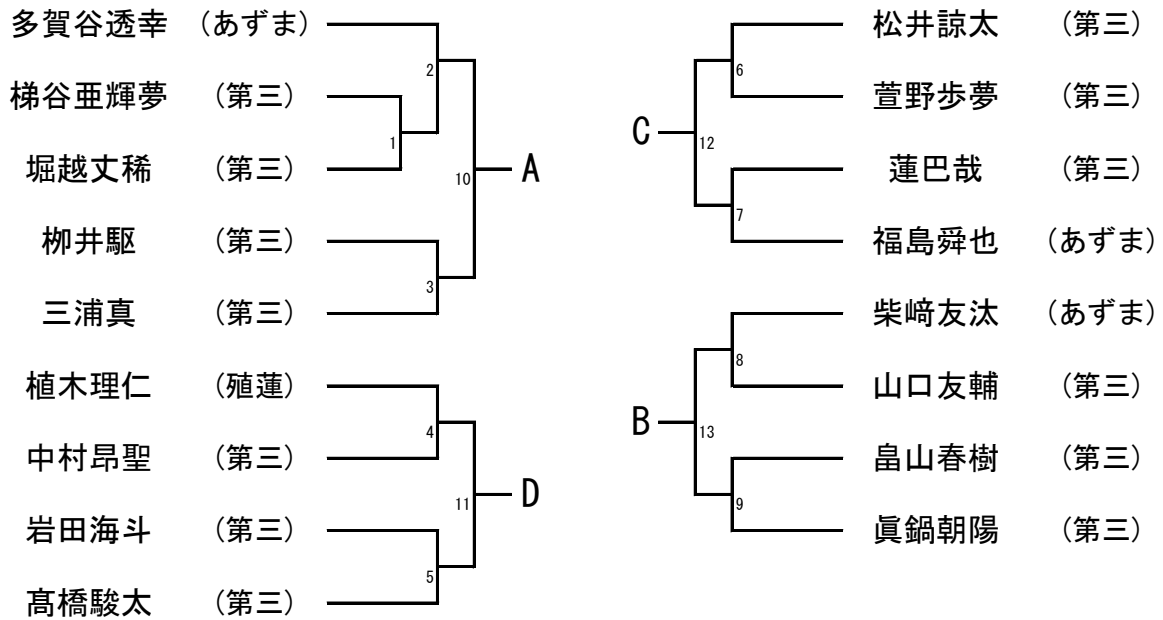 多賀谷透幸 (あずま)
2
梯谷亜輝夢 (第三)
1
堀越丈稀 (第三)
10 A
栁井駆 (第三)
3
三浦真 (第三)
植木理仁 (殖蓮)
4
中村昂聖 (第三)
11 D
岩田海斗 (第三)
5
髙橋駿太 (第三)
松井諒太 (第三)
6
萱野歩夢 (第三)
C 12
蓮巴哉 (第三)
7
福島舜也 (あずま)
柴﨑友汰 (あずま)
8
山口友輔 (第三)
B 13
畠山春樹 (第三)
9
眞鍋朝陽 (第三)